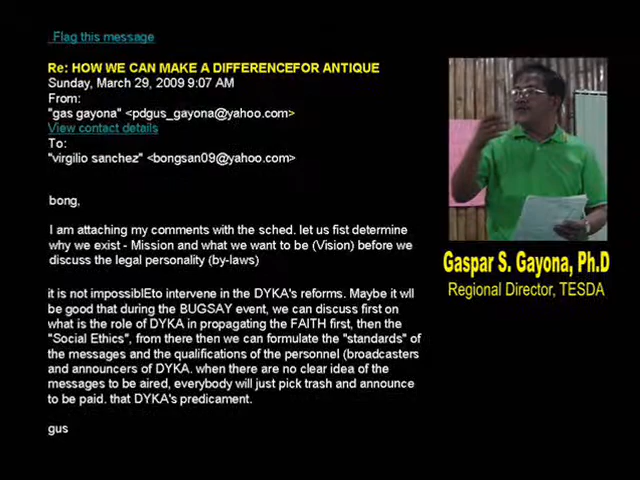 Flag this message
Re: HOW WE CAN MAKE A DIFFERENCEFOR ANTIQUE
Sunday, March 29, 2009 9:07 AM
From:
"gas gayona" <pdgus_gayona@yahoo.com>
View contact details
To:
"virgilio sanchez" <bongsan09@yahoo.com>
bong,
I am attaching my comments with the sched. let us fist determine
why we exist - Mission and what we want to be (Vision) before we
discuss the legal personality (by-laws)
it is not impossiblEto intervene in the DYKA's reforms. Maybe it wll
be good that during the BUGSAY event, we can discuss first on
what is the role of DYKA in propagating the FAITH first, then the
"Social Ethics", from there then we can formulate the "standards" of
the messages and the qualifications of the personnel (broadcasters
and announcers of DYKA. when there are no clear idea of the
messages to be aired, everybody will just pick trash and announce
to be paid. that DYKA's predicament.
gus
Gaspar S. Gayona, Ph.D
Regional Director, TESDA